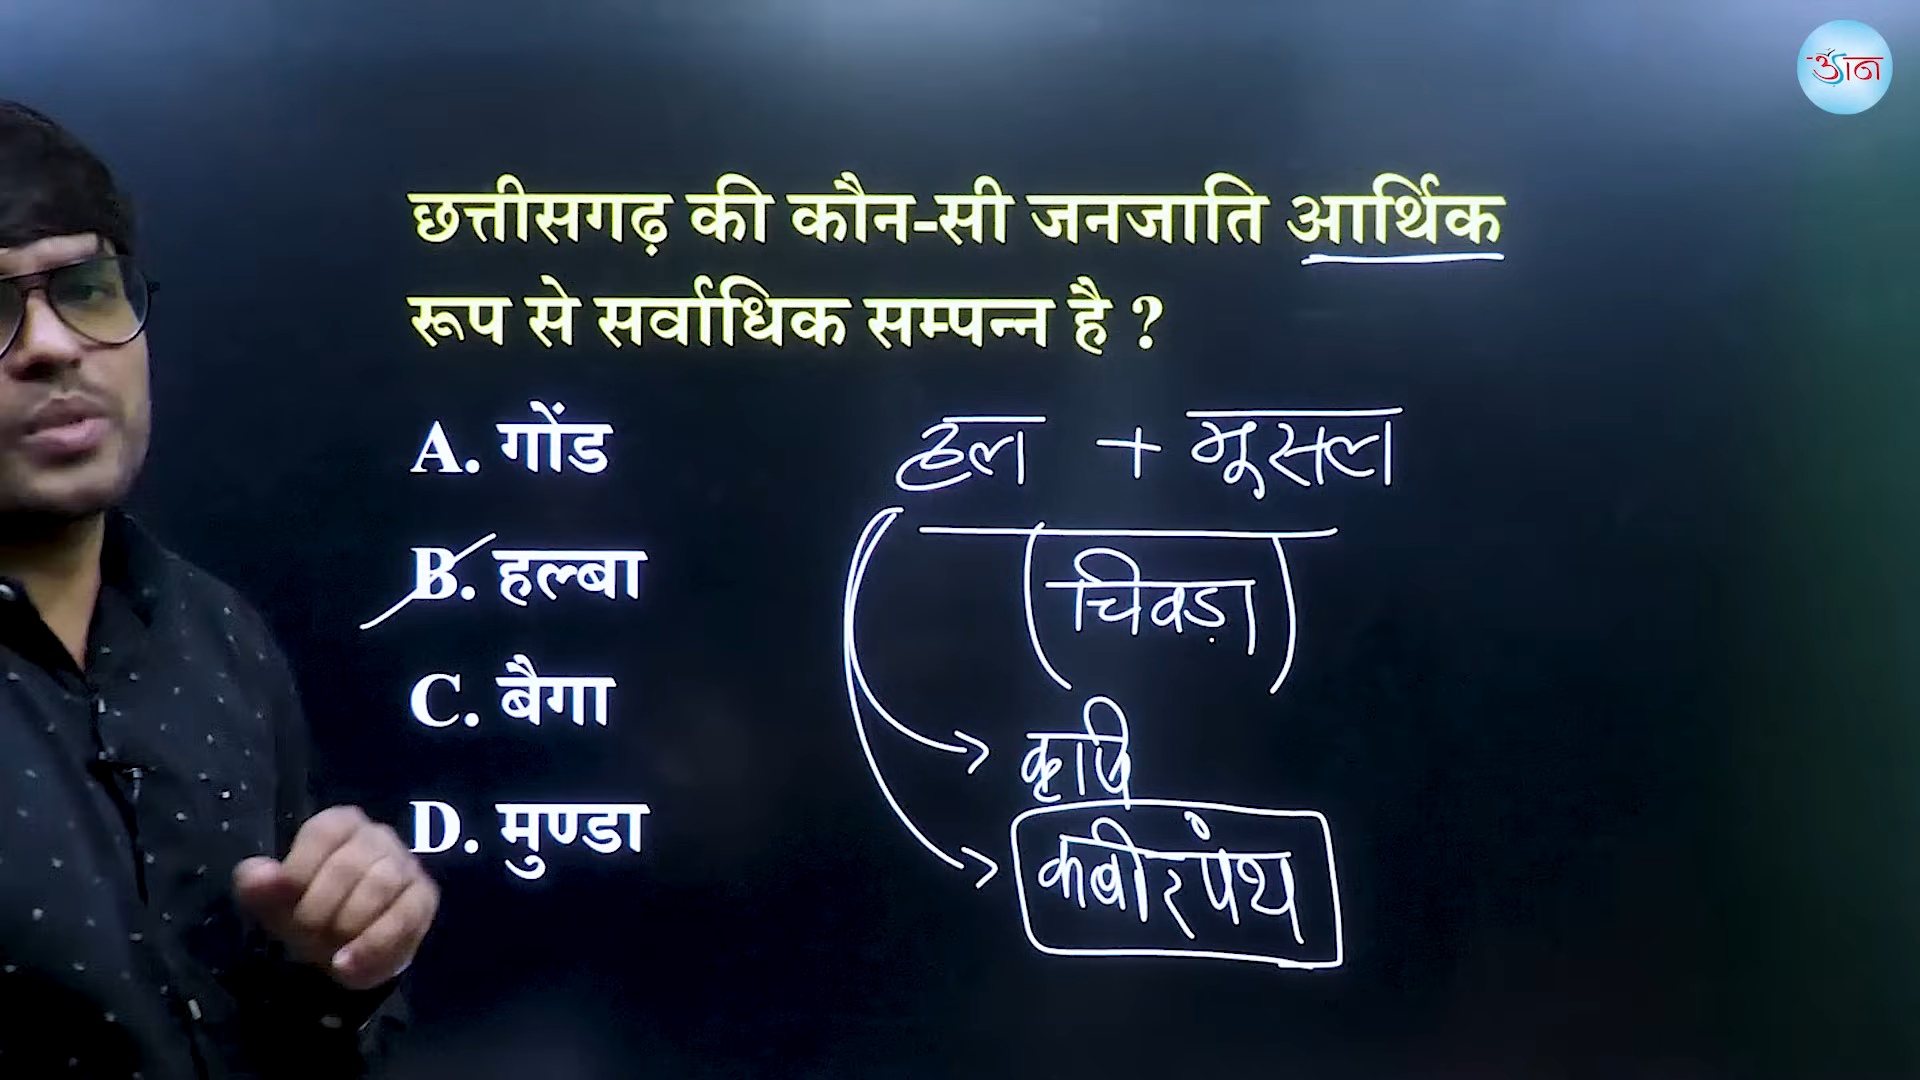 ज्ञान
छत्तीसगढ़ की कौन-सी जनजाति आर्थिक
रूप से सर्वाधिक सम्पन्न है ?
A. गोंड
हल + मूसल
B. हल्बा
चिवड़ा
C. बैगा
कृषि
D. मुण्डा
कबीरपंथ